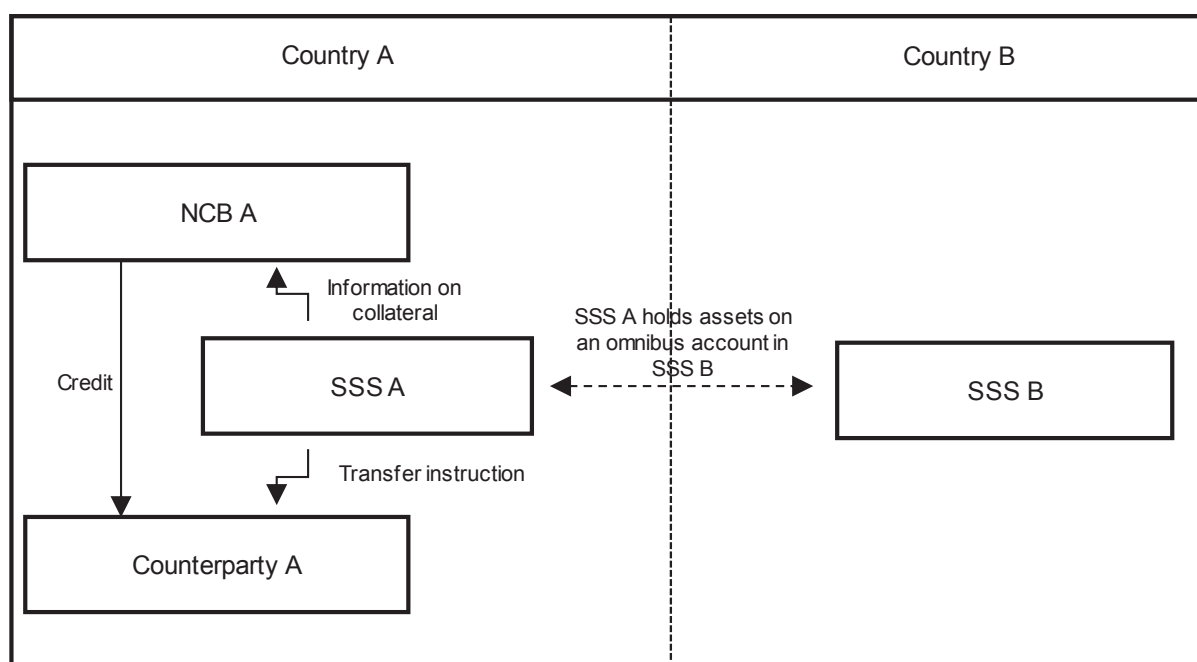 Country A
Country B
NCB A
Information on
collateral
SSS A holds assets on
an omnibus account in
SSS B
Credit
SSS A
SSS B
Transfer instruction
Counterparty A